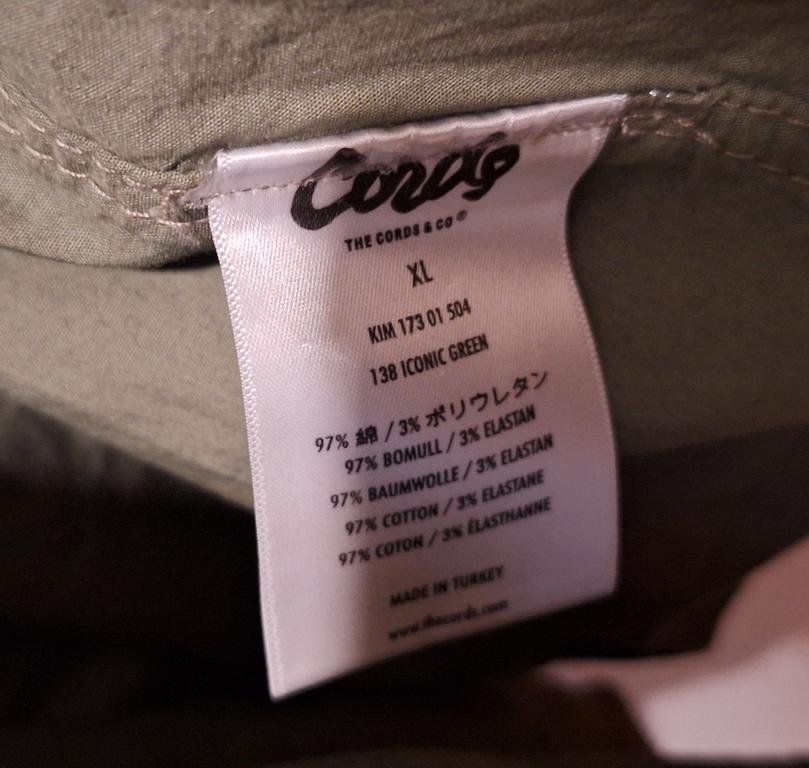 Cords
THE CORDS & CO®
XL
KIM 173 01 504
138 ICONIC GREEN
97% 綿 / 3% ポリウレタン
97% BOMULL / 3% ELASTAN
97% BAUMWOLLE / 3% ELASTAN
97% COTTON / 3% ELASTANE
97% COTON / 3% ÉLASTHANNE
MADE IN TURKEY
www.thecords.com